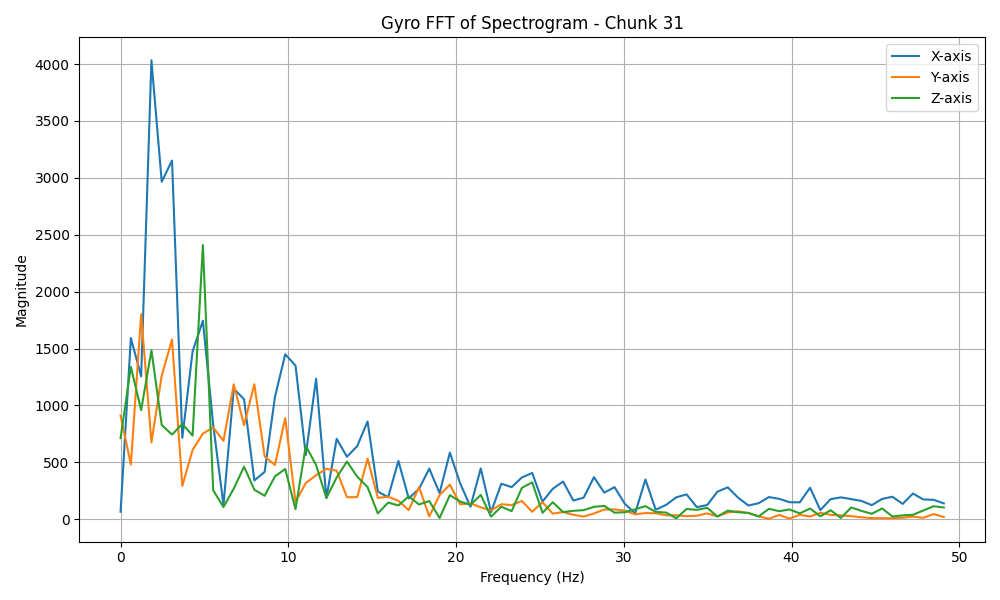 Gyro FFT of Spectrogram - Chunk 31
X-axis
Y-axis
Z-axis
Magnitude
4000
3500
3000
2500
2000
1500
1000
500
0
0 10 20 30 40 50
Frequency (Hz)